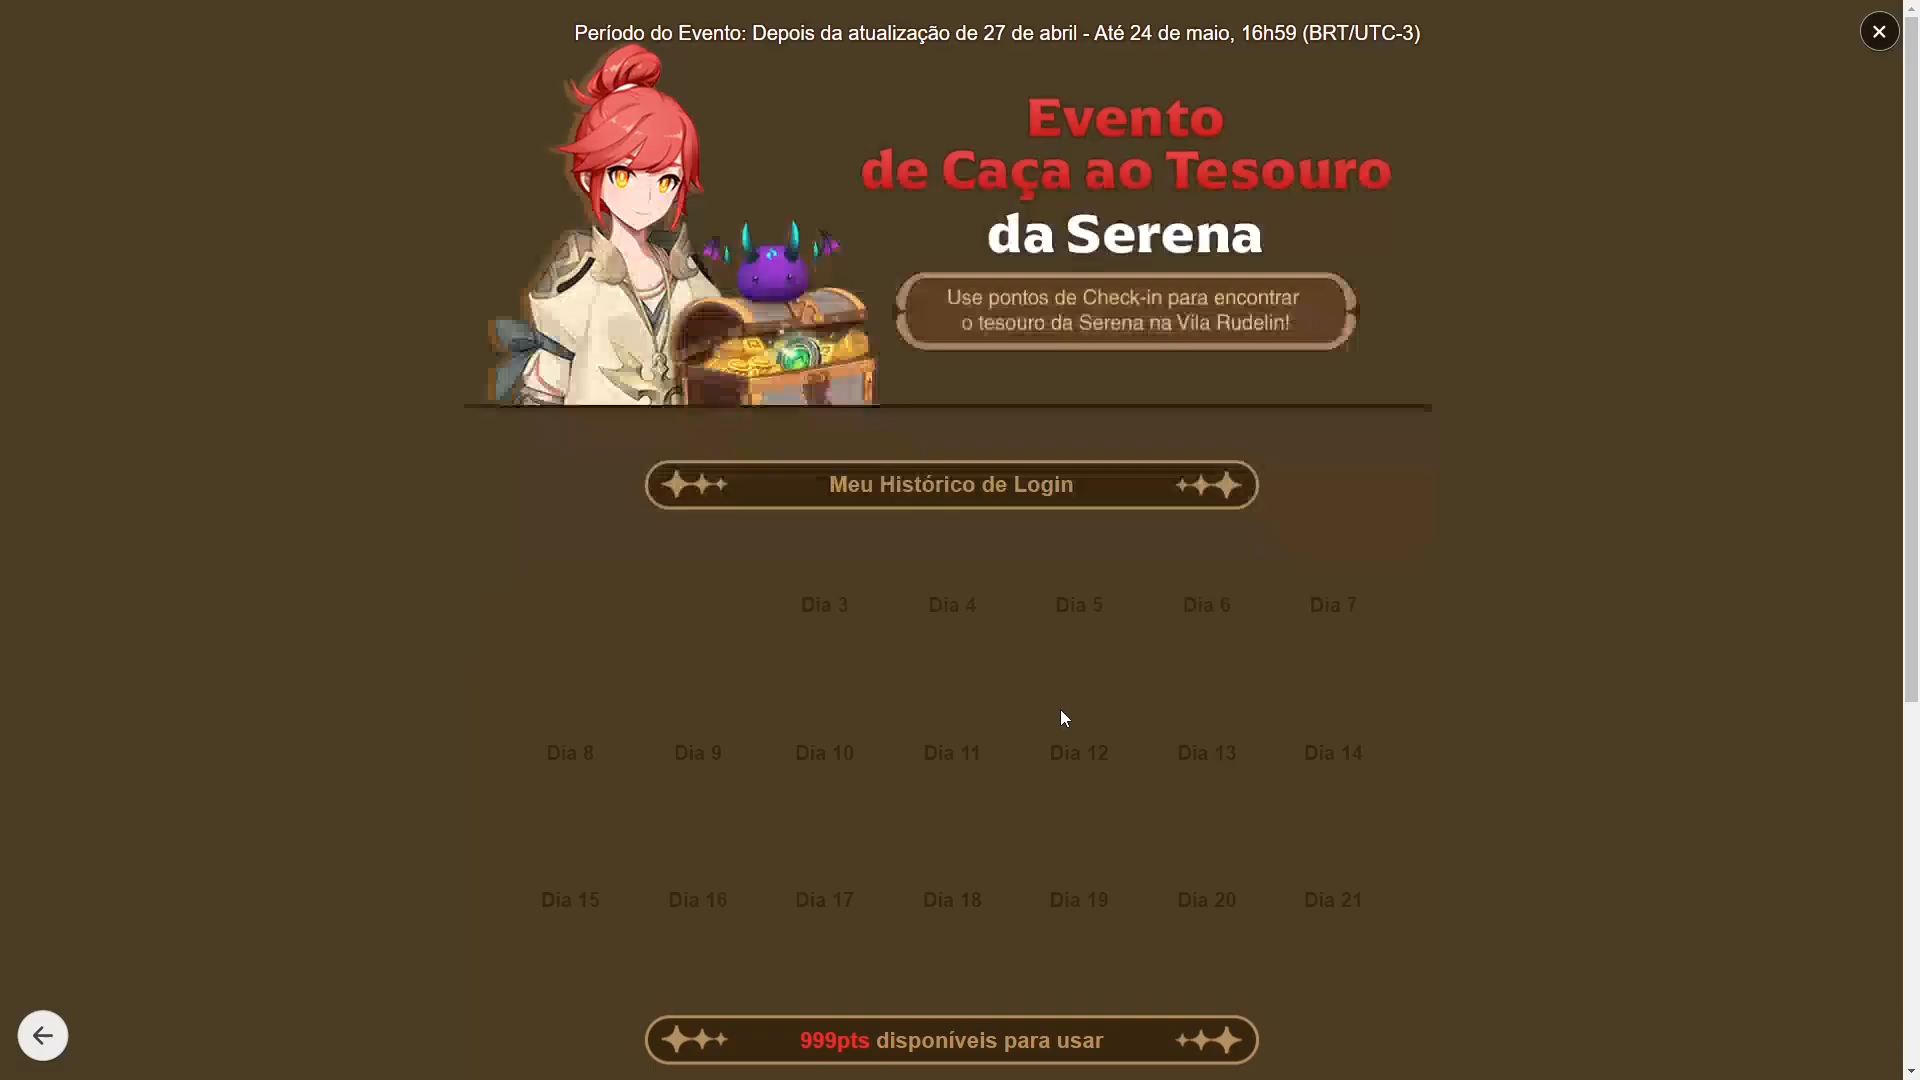 Período do Evento: Depois da atualização de 27 de abril - Até 24 de maio, 16h59 (BRT/UTC-3)
Evento
de Caça ao Tesouro
da Serena
Use pontos de Check-in para encontrar
o tesouro da Serena na Vila Rudelin!
Meu Histórico de Login
Dia 3 Dia 4 Dia 5 Dia 6 Dia 7
Dia 8 Dia 9 Dia 10 Dia 11 Dia 12 Dia 13 Dia 14
Dia 15 Dia 16 Dia 17 Dia 18 Dia 19 Dia 20 Dia 21
999pts disponíveis para usar